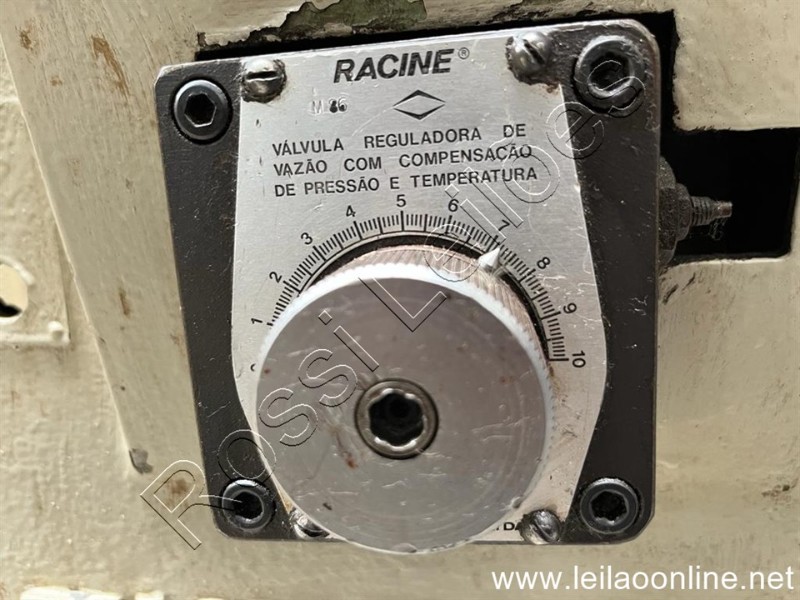 RACINE®
VÁLVULA REGULADORA DE
VAZÃO COM COMPENSAÇÃO
DE PRESSÃO E TEMPERATURA
1 2 3 4 5 6 7 8 9 10
Rossi Leilões
www.leilaoonline.net